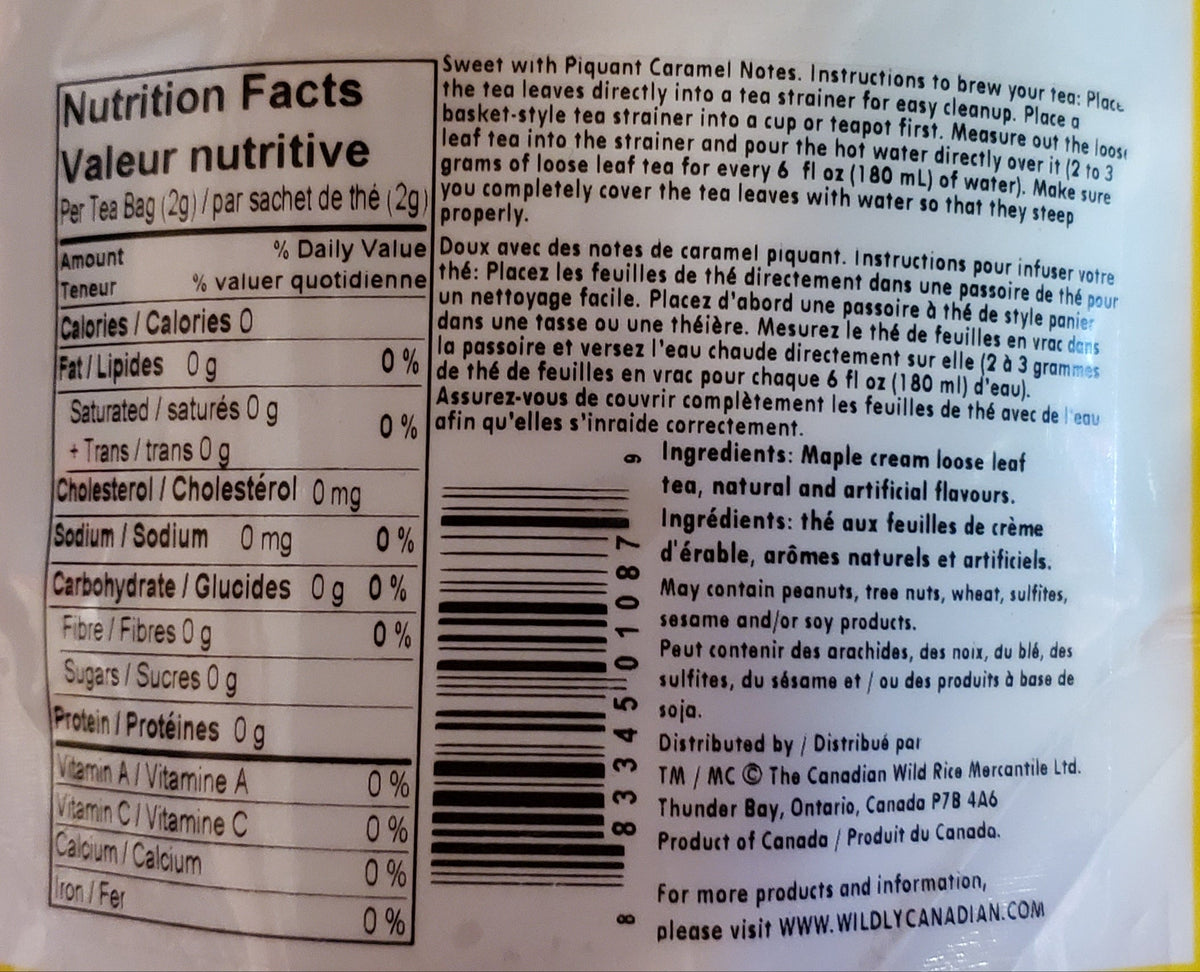 Nutrition Facts
Valeur nutritive
Per Tea Bag (2g) / par sachet de thé (2g)
Amount % Daily Value
Teneur % valuer quotidienne
Calories / Calories 0
Fat / Lipides 0 g 0 %
Saturated / saturés 0 g
+ Trans / trans 0 g 0 %
Cholesterol / Cholestérol 0 mg
Sodium / Sodium 0 mg 0 %
Carbohydrate / Glucides 0 g 0 %
Fibre / Fibres 0 g 0 %
Sugars / Sucres 0 g
Protein / Protéines 0 g
Vitamin A / Vitamine A 0 %
Vitamin C / Vitamine C 0 %
Calcium / Calcium 0 %
Iron / Fer 0 %
Sweet with Piquant Caramel Notes. Instructions to brew your tea: Place
the tea leaves directly into a tea strainer for easy cleanup. Place a
basket-style tea strainer into a cup or teapot first. Measure out the loose
leaf tea into the strainer and pour the hot water directly over it (2 to 3
grams of loose leaf tea for every 6 fl oz (180 mL) of water). Make sure
you completely cover the tea leaves with water so that they steep
properly.
Doux avec des notes de caramel piquant. Instructions pour infuser votre
thé: Placez les feuilles de thé directement dans une passoire de thé pour
un nettoyage facile. Placez d'abord une passoire à thé de style panier
dans une tasse ou une théière. Mesurez le thé de feuilles en vrac dans
la passoire et versez l'eau chaude directement sur elle (2 à 3 grammes
de thé de feuilles en vrac pour chaque 6 fl oz (180 ml) d'eau).
Assurez-vous de couvrir complètement les feuilles de thé avec de l'eau
afin qu'elles s'inraide correctement.
8 83345 01087 9
Ingredients: Maple cream loose leaf
tea, natural and artificial flavours.
Ingrédients: thé aux feuilles de crème
d'érable, arômes naturels et artificiels.
May contain peanuts, tree nuts, wheat, sulfites,
sesame and/or soy products.
Peut contenir des arachides, des noix, du blé, des
sulfites, du sésame et / ou des produits à base de
soja.
Distributed by / Distribué par
TM / MC © The Canadian Wild Rice Mercantile Ltd.
Thunder Bay, Ontario, Canada P7B 4A6
Product of Canada / Produit du Canada.
For more products and information,
please visit WWW.WILDLYCANADIAN.COM